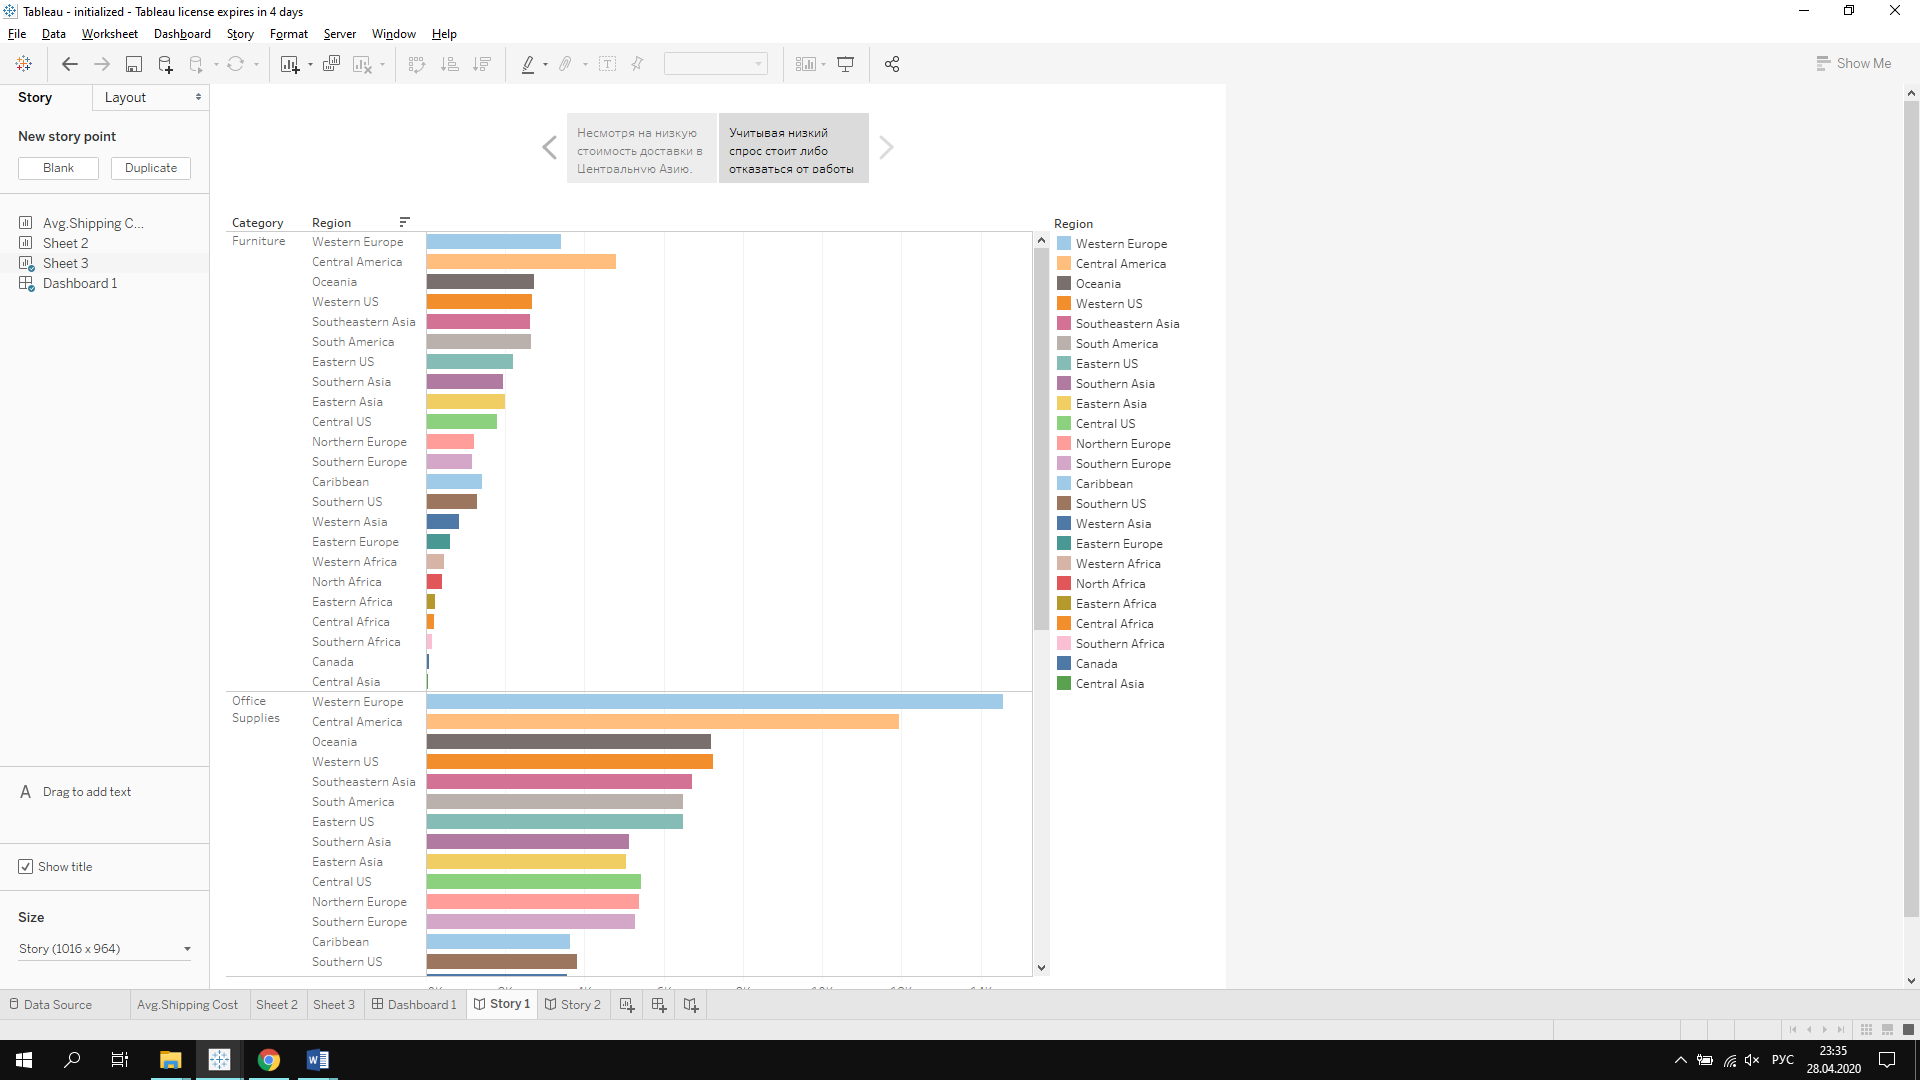 Tableau - initialized - Tableau license expires in 4 days
File Data Worksheet Dashboard Story Format Server Window Help
Show Me
Story Layout
New story point
Blank Duplicate
Avg.Shipping C...
Sheet 2
Sheet 3
Dashboard 1
A Drag to add text
Show title
Size
Story (1016 x 964)
Несмотря на низкую
стоимость доставки в
Центральную Азию,
Учитывая низкий
спрос стоит либо
отказаться от работы
Category Region
Furniture
Western Europe
Central America
Oceania
Western US
Southeastern Asia
South America
Eastern US
Southern Asia
Eastern Asia
Central US
Northern Europe
Southern Europe
Caribbean
Southern US
Western Asia
Eastern Europe
Western Africa
North Africa
Eastern Africa
Central Africa
Southern Africa
Canada
Central Asia
Office
Supplies
Western Europe
Central America
Oceania
Western US
Southeastern Asia
South America
Eastern US
Southern Asia
Eastern Asia
Central US
Northern Europe
Southern Europe
Caribbean
Southern US
Region
Western Europe
Central America
Oceania
Western US
Southeastern Asia
South America
Eastern US
Southern Asia
Eastern Asia
Central US
Northern Europe
Southern Europe
Caribbean
Southern US
Western Asia
Eastern Europe
Western Africa
North Africa
Eastern Africa
Central Africa
Southern Africa
Canada
Central Asia
Data Source Avg.Shipping Cost Sheet 2 Sheet 3 Dashboard 1 Story 1 Story 2
РУС
23:35
28.04.2020